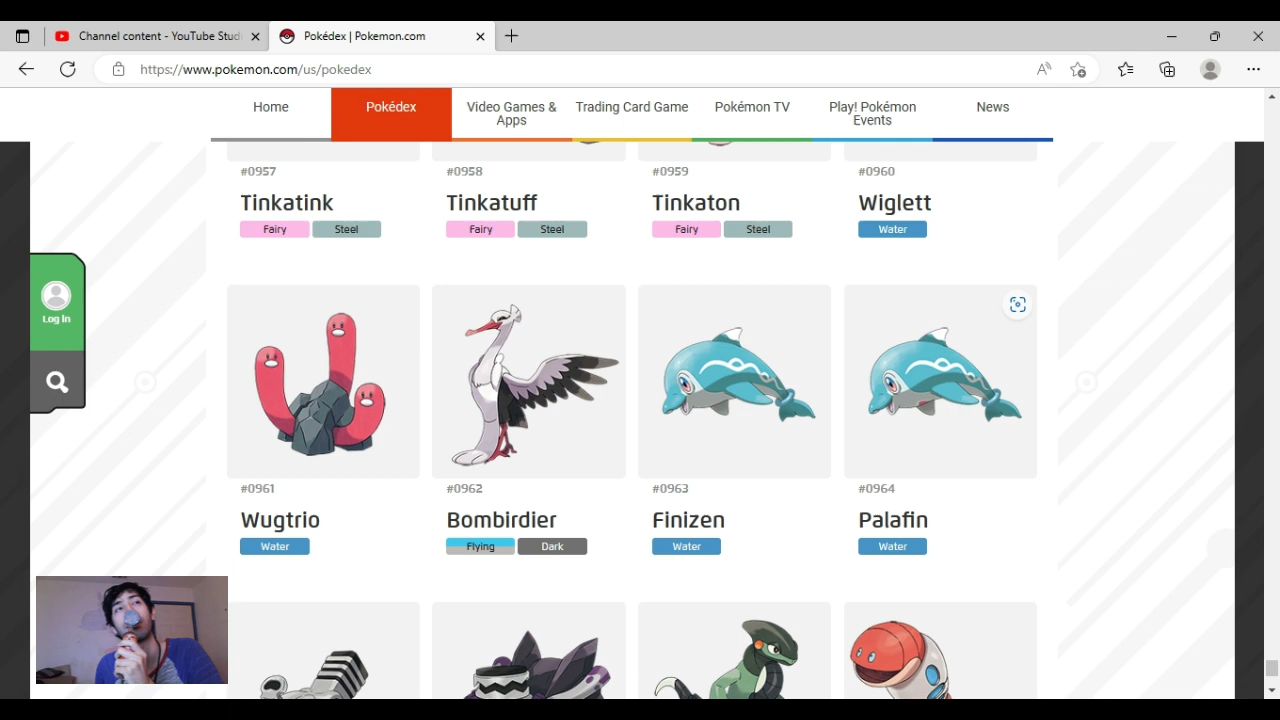 Channel content - YouTube Stud
Pokédex | Pokemon.com
https://www.pokemon.com/us/pokedex
Home
Pokédex
Video Games &
Apps
Trading Card Game
Pokémon TV
Play! Pokémon
Events
News
#0957
#0958
#0959
#0960
Tinkatink
Tinkatuff
Tinkaton
Wiglett
Fairy
Steel
Fairy
Steel
Fairy
Steel
Water
Log in
#0961
#0962
#0963
#0964
Wugtrio
Bombirdier
Finizen
Palafin
Water
Flying
Dark
Water
Water